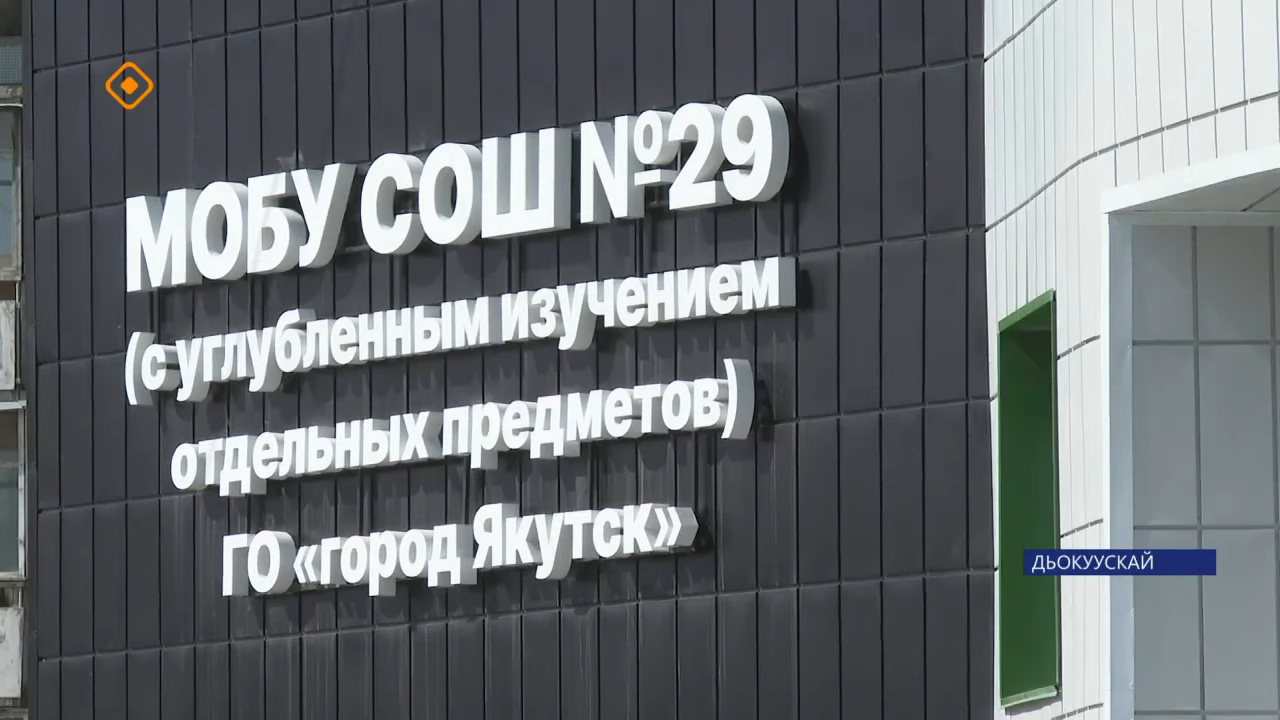 МОБУ СОШ №29
(с углубленным изучением
отдельных предметов)
ГО «город Якутск»
ДЬОКУУСКАЙ